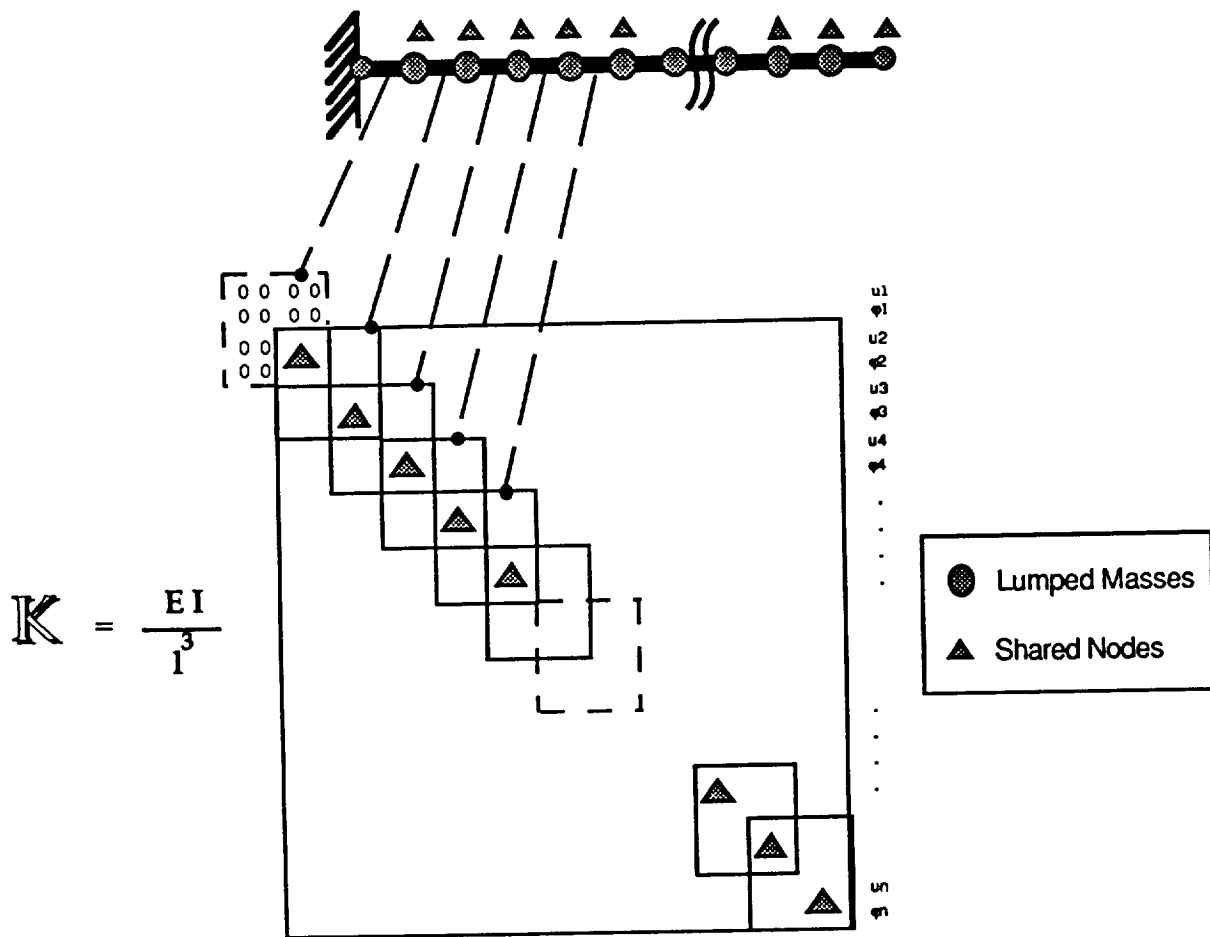 0 0 0 0
0 0 0 0.
0 0
0 0
u1
φ1
u2
φ2
u3
φ3
u4
φ4
.
.
.
.
𝕂 = EI
l³
Lumped Masses
Shared Nodes
.
.
.
.
un
φn